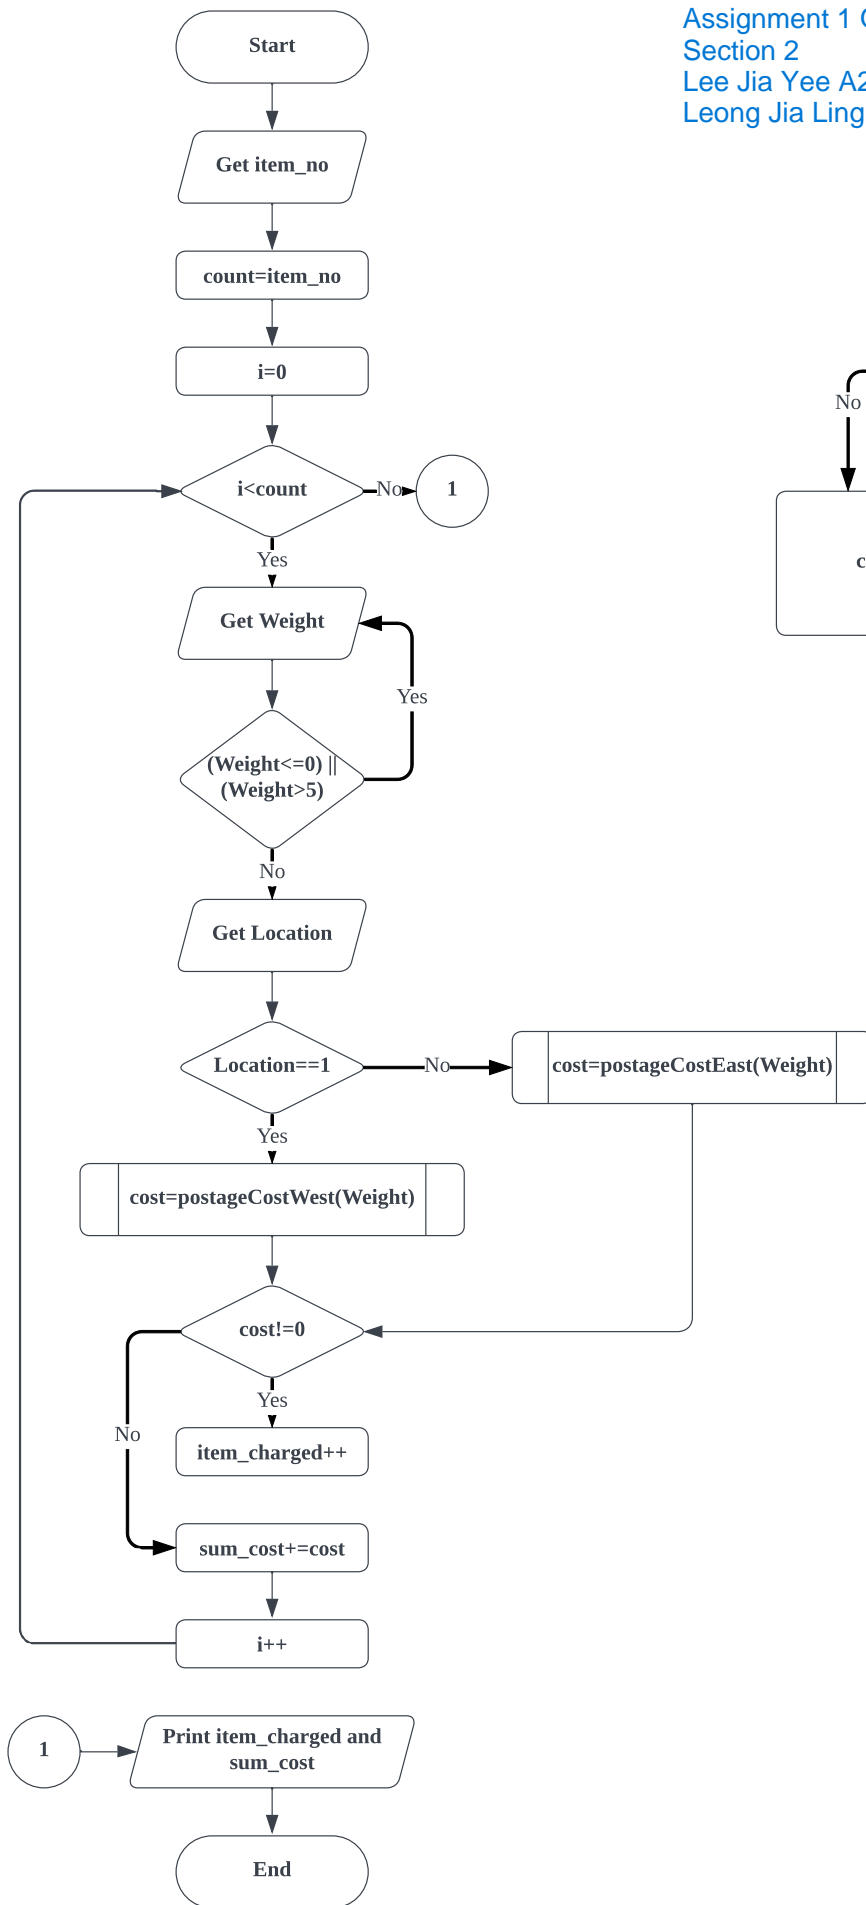 Assignment 1
Section 2
Lee Jia Yee
Leong Jia Ling
Start
Get item_no
count=item_no
i=0
i<count
No
1
Yes
Get Weight
Yes
(Weight<=0) ||
(Weight>5)
No
Get Location
Location==1
No
cost=postageCostEast(Weight)
Yes
cost=postageCostWest(Weight)
cost!=0
Yes
No
item_charged++
sum_cost+=cost
i++
1
Print item_charged and
sum_cost
End
No